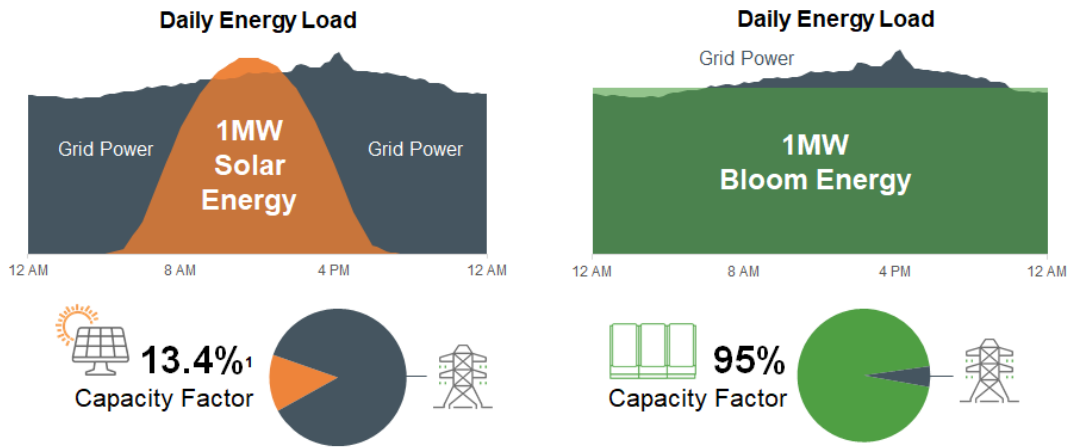 Daily Energy Load
Grid Power
1MW
Solar
Energy
Grid Power
12 AM
8 AM
4 PM
12 AM
13.4%¹
Capacity Factor
Daily Energy Load
Grid Power
1MW
Bloom Energy
12 AM
8 AM
4 PM
12 AM
95%
Capacity Factor